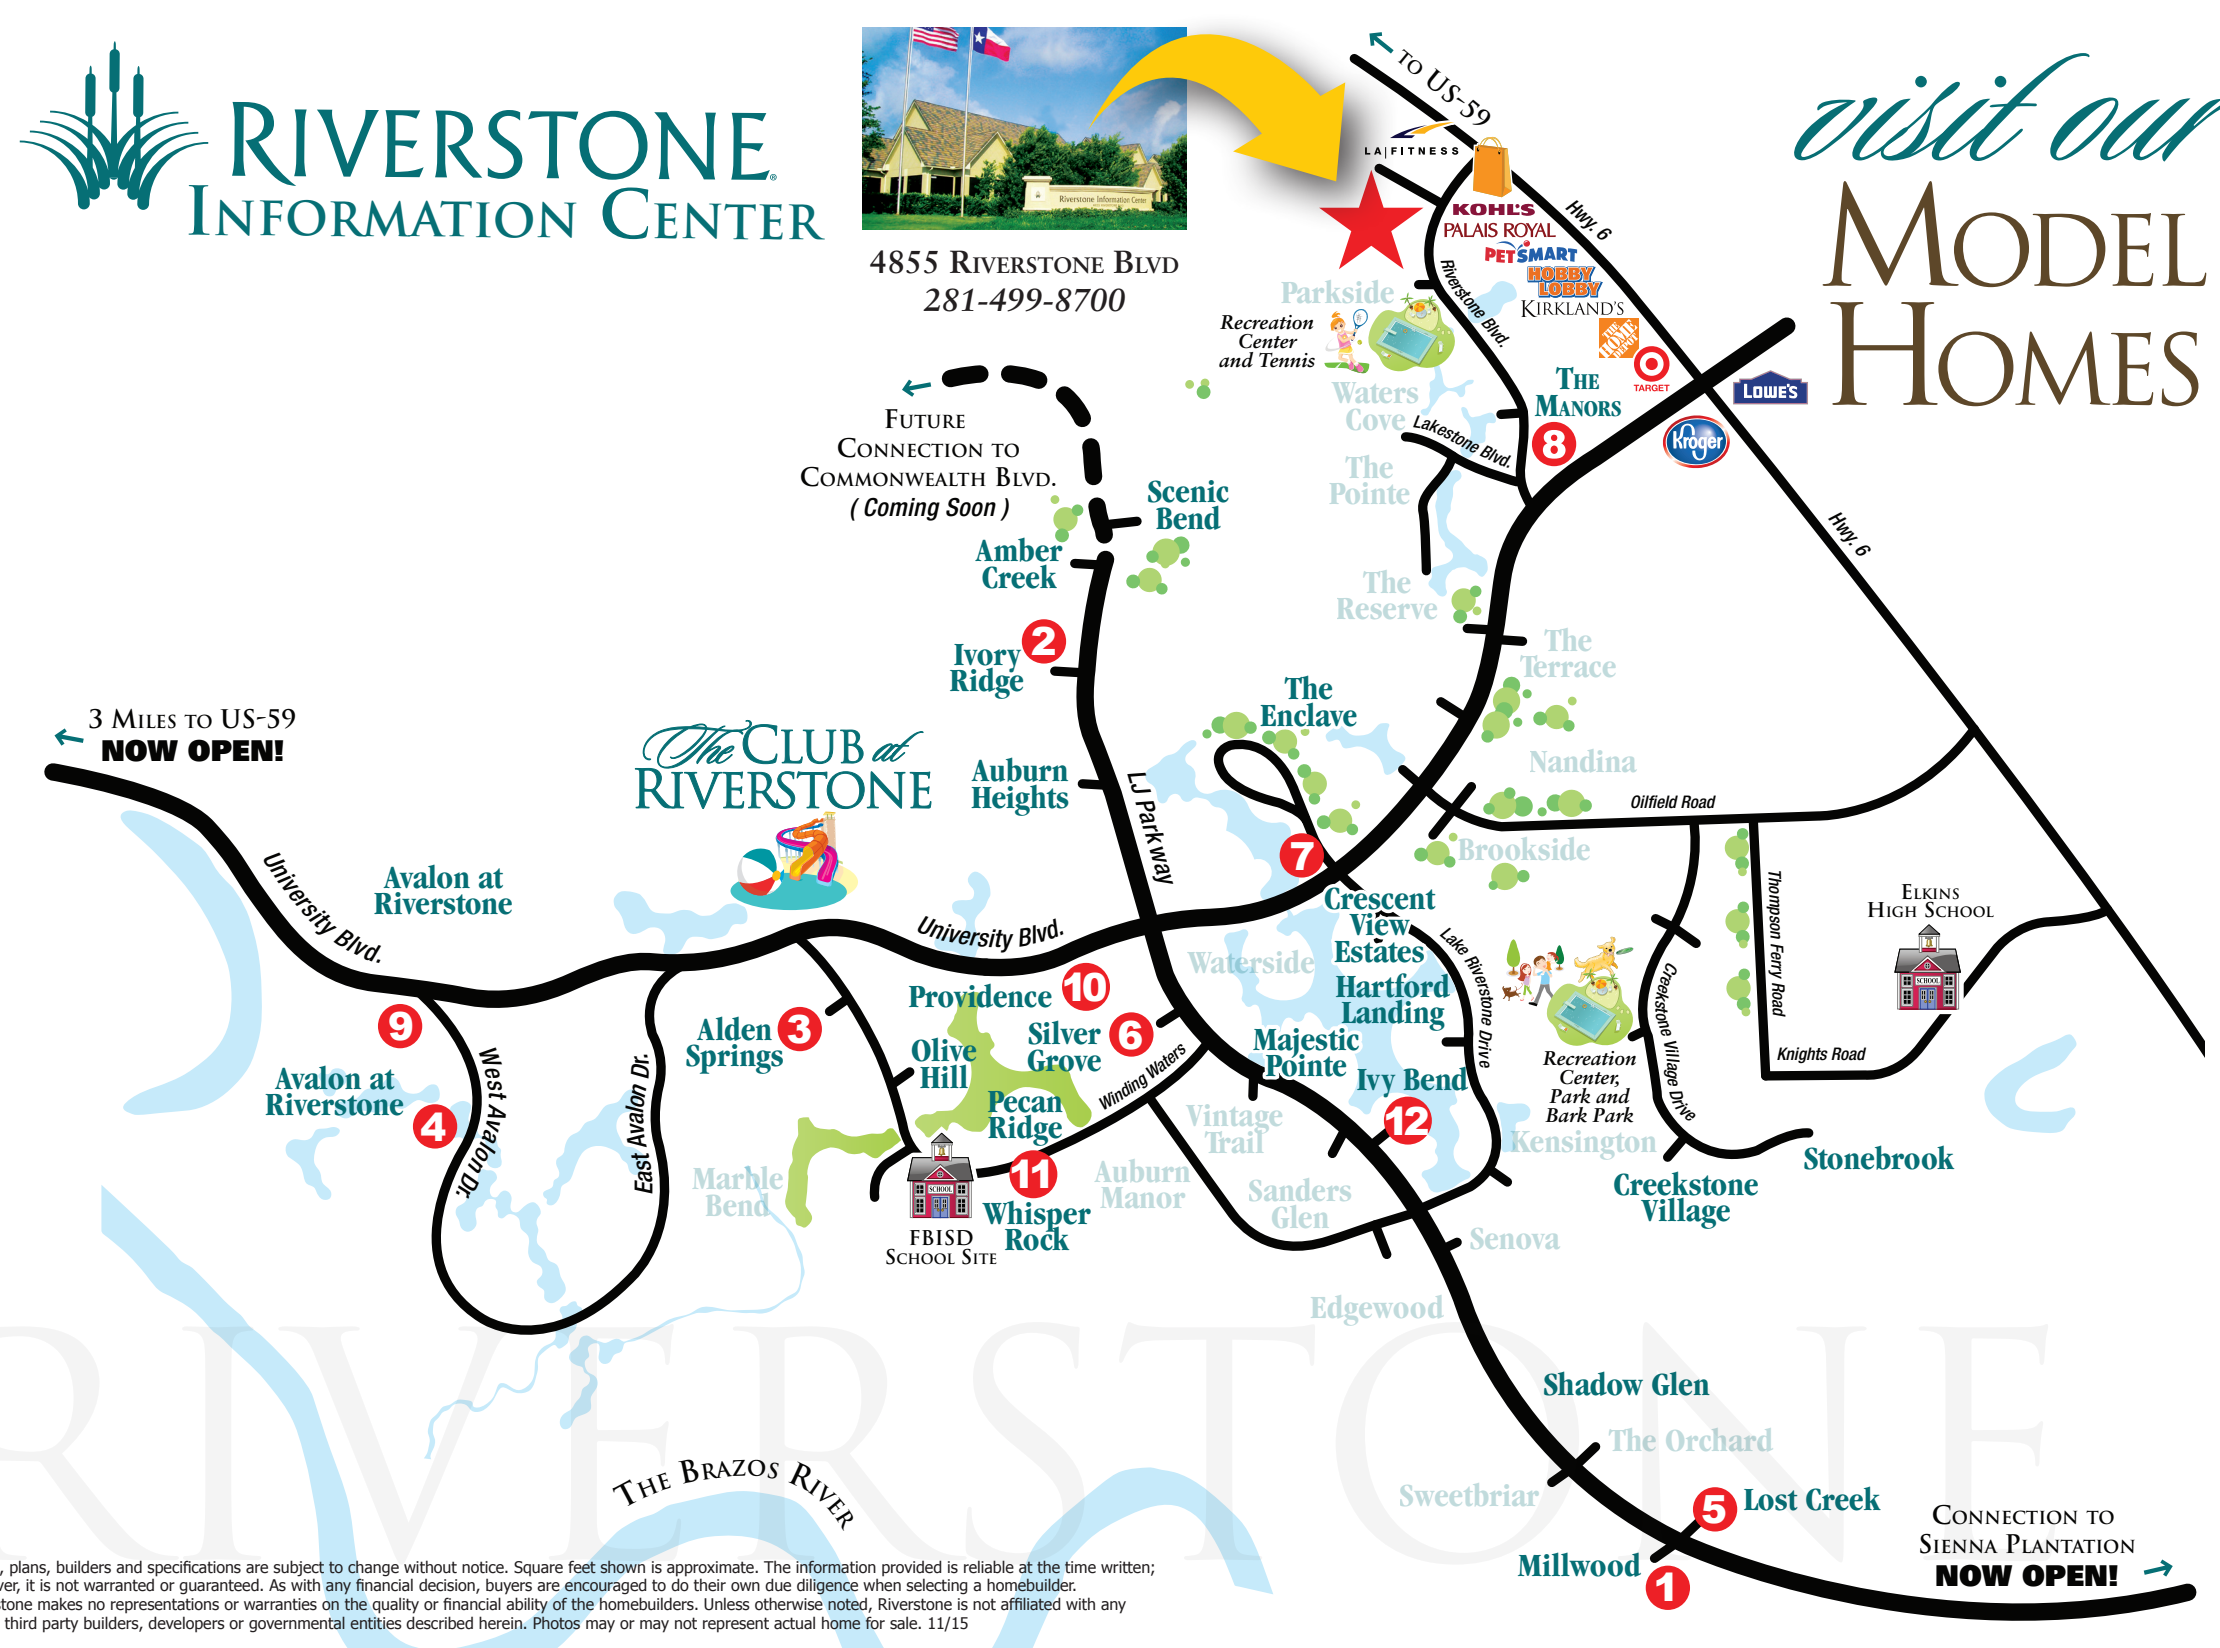 RIVERSTONE®
INFORMATION CENTER
Riverstone Information Center
4855 RIVERSTONE BLVD
281-499-8700
visit our
MODEL
HOMES
TO US-59
LA|FITNESS
KOHL'S
PALAIS ROYAL
PETSMART
HOBBY
LOBBY
KIRKLAND'S
THE
HOME
DEPOT
TARGET
LOWE'S
Kroger
Hwy. 6
Hwy. 6
Riverstone Blvd.
Parkside
Recreation
Center
and Tennis
Waters
Cove
Lakestone Blvd.
THE
MANORS
8
The
Pointe
The
Reserve
The
Terrace
Nandina
Oilfield Road
Brookside
FUTURE
CONNECTION TO
COMMONWEALTH BLVD.
( Coming Soon )
Scenic
Bend
Amber
Creek
Ivory
Ridge
2
Auburn
Heights
LJ Parkway
The
Enclave
7
3 MILES TO US-59
NOW OPEN!
The CLUB at
RIVERSTONE
University Blvd.
Avalon at
Riverstone
University Blvd.
9
Avalon at
Riverstone
4
West Avalon Dr.
East Avalon Dr.
Alden
Springs
3
Providence
10
Silver
Grove
6
Olive
Hill
Pecan
Ridge
Winding Waters
Marble
Bend
SCHOOL
FBISD
SCHOOL SITE
11
Whisper
Rock
Auburn
Manor
Waterside
Crescent
View
Estates
Hartford
Landing
Majestic
Pointe
Ivy Bend
12
Vintage
Trail
Sanders
Glen
Lake Riverstone Drive
Recreation
Center,
Park and
Bark Park
Kensington
Creekstone Village Drive
Thompson Ferry Road
Knights Road
ELKINS
HIGH SCHOOL
SCHOOL
Stonebrook
Creekstone
Village
Senova
Edgewood
Shadow Glen
The Orchard
Sweetbriar
5
Lost Creek
Millwood
1
CONNECTION TO
SIENNA PLANTATION
NOW OPEN!
THE BRAZOS RIVER
RIVERSTONE
, plans, builders and specifications are subject to change without notice. Square feet shown is approximate. The information provided is reliable at the time written;
ver, it is not warranted or guaranteed. As with any financial decision, buyers are encouraged to do their own due diligence when selecting a homebuilder.
stone makes no representations or warranties on the quality or financial ability of the homebuilders. Unless otherwise noted, Riverstone is not affiliated with any
third party builders, developers or governmental entities described herein. Photos may or may not represent actual home for sale. 11/15